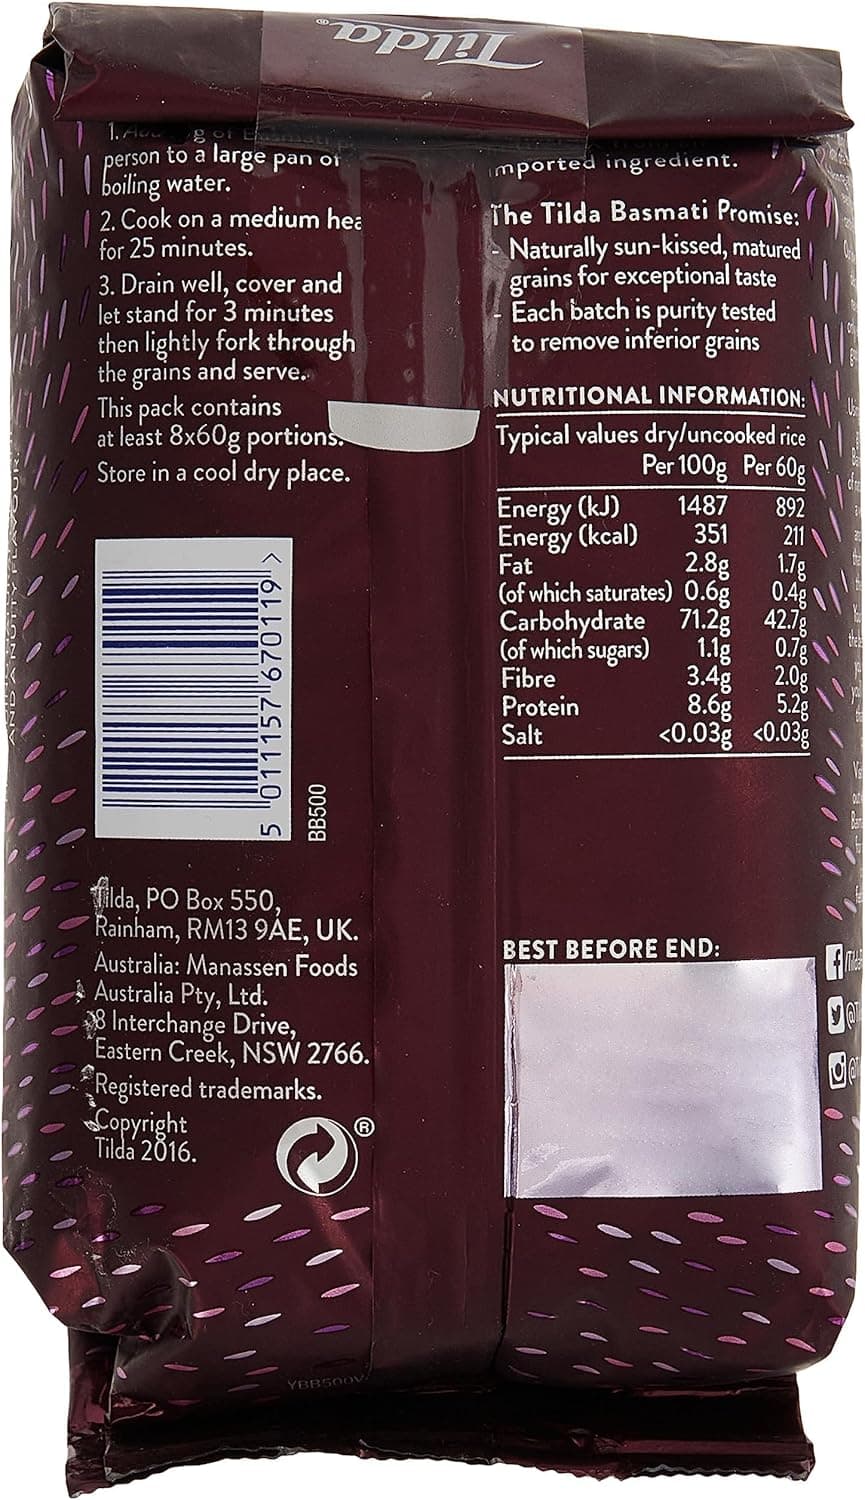 Tilda®
1.
person to a large pan of
boiling water.
2. Cook on a medium hea
for 25 minutes.
3. Drain well, cover and
let stand for 3 minutes
then lightly fork through
the grains and serve.
This pack contains
at least 8x60g portions.
Store in a cool dry place.
5 011157 670119 >
BB500
Tilda, PO Box 550,
Rainham, RM13 9AE, UK.
Australia: Manassen Foods
Australia Pty, Ltd.
8 Interchange Drive,
Eastern Creek, NSW 2766.
Registered trademarks.
Copyright
Tilda 2016.
®
YBB500V
imported ingredient.
The Tilda Basmati Promise:
- Naturally sun-kissed, matured
grains for exceptional taste
- Each batch is purity tested
to remove inferior grains
NUTRITIONAL INFORMATION:
Typical values dry/uncooked rice
Per 100g Per 60g
Energy (kJ) 1487 892
Energy (kcal) 351 211
Fat 2.8g 1.7g
(of which saturates) 0.6g 0.4g
Carbohydrate 71.2g 42.7g
(of which sugars) 1.1g 0.7g
Fibre 3.4g 2.0g
Protein 8.6g 5.2g
Salt <0.03g <0.03g
BEST BEFORE END:
AND A NUTTY FLAVOUR.